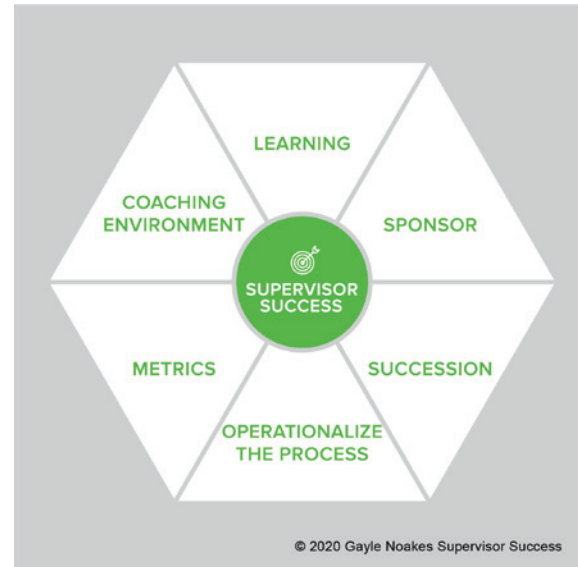 LEARNING
COACHING
ENVIRONMENT
SPONSOR
SUPERVISOR
SUCCESS
METRICS
SUCCESSION
OPERATIONALIZE
THE PROCESS
© 2020 Gayle Noakes Supervisor Success